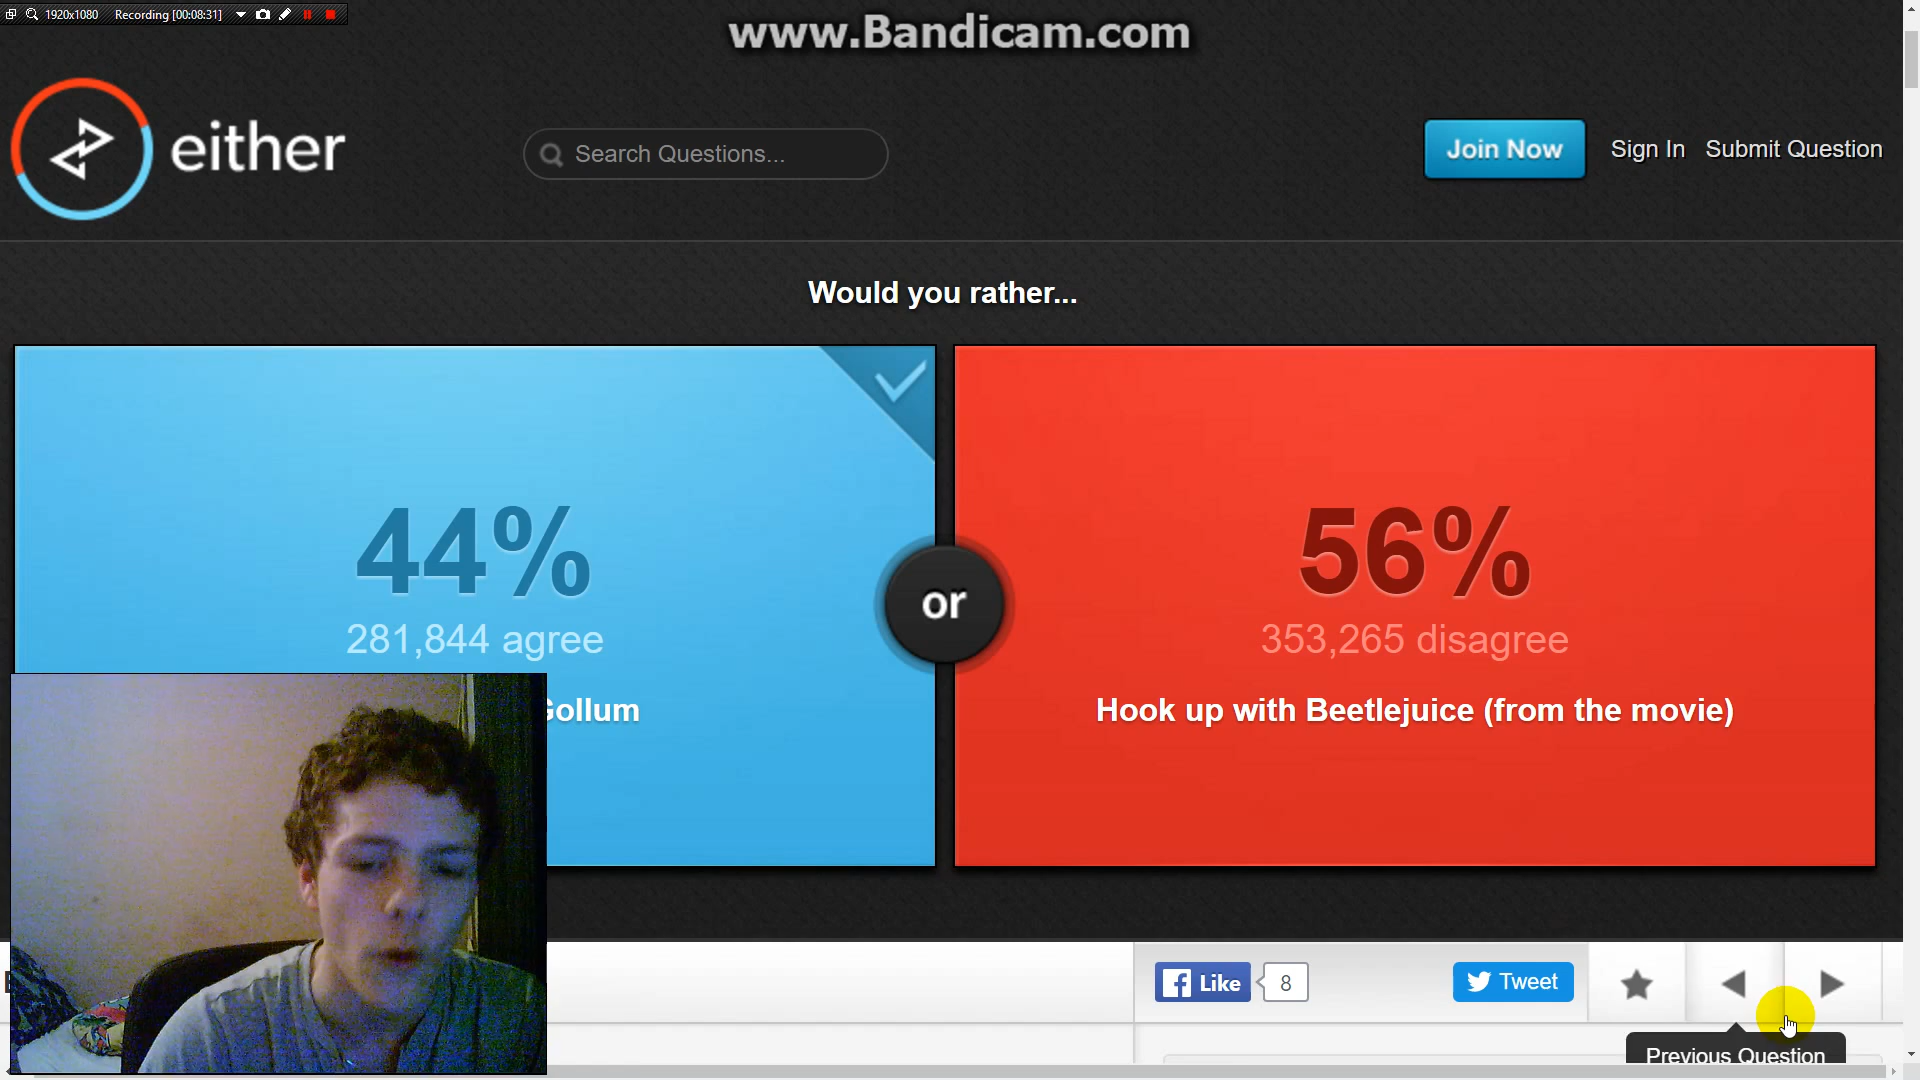 1920x1080 Recording [00:08:31]
www.Bandicam.com
either
Search Questions...
Join Now
Sign In
Submit Question
Would you rather...
44%
281,844 agree
Gollum
or
56%
353,265 disagree
Hook up with Beetlejuice (from the movie)
Like
8
Tweet
Previous Question